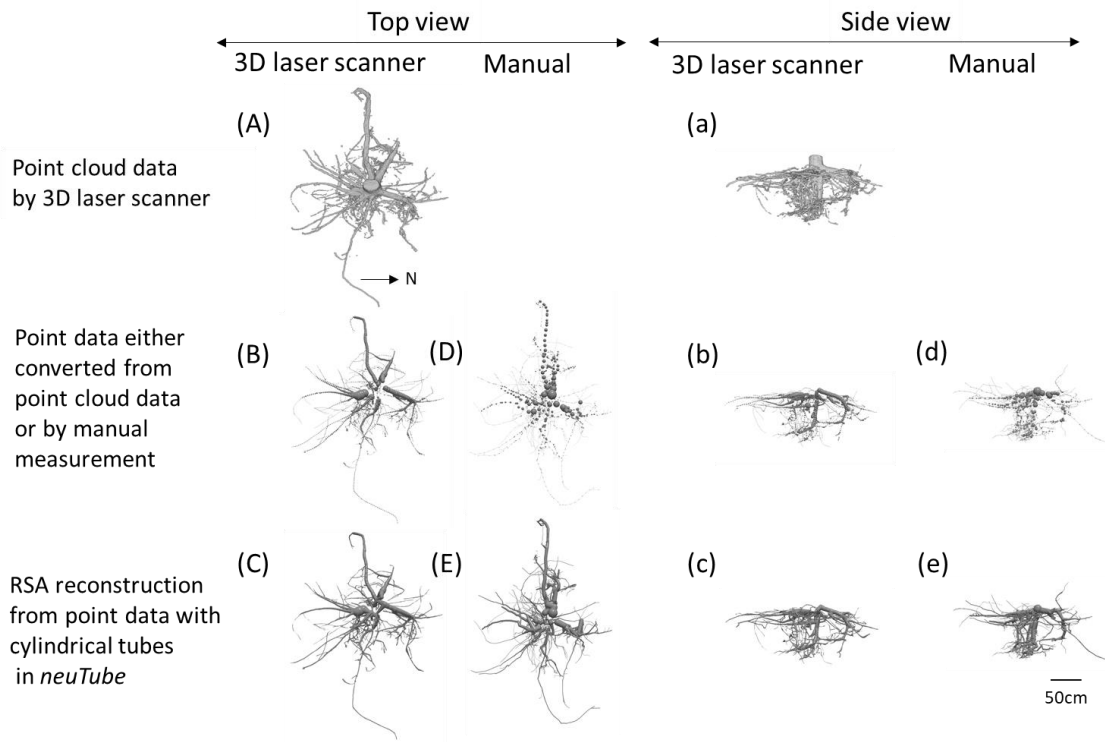 Top view
Side view
3D laser scanner
Manual
3D laser scanner
Manual
(A)
(a)
Point cloud data
by 3D laser scanner
N
Point data either
converted from
point cloud data
or by manual
measurement
(B)
(D)
(b)
(d)
RSA reconstruction
from point data with
cylindrical tubes
in neuTube
(C)
(E)
(c)
(e)
50cm